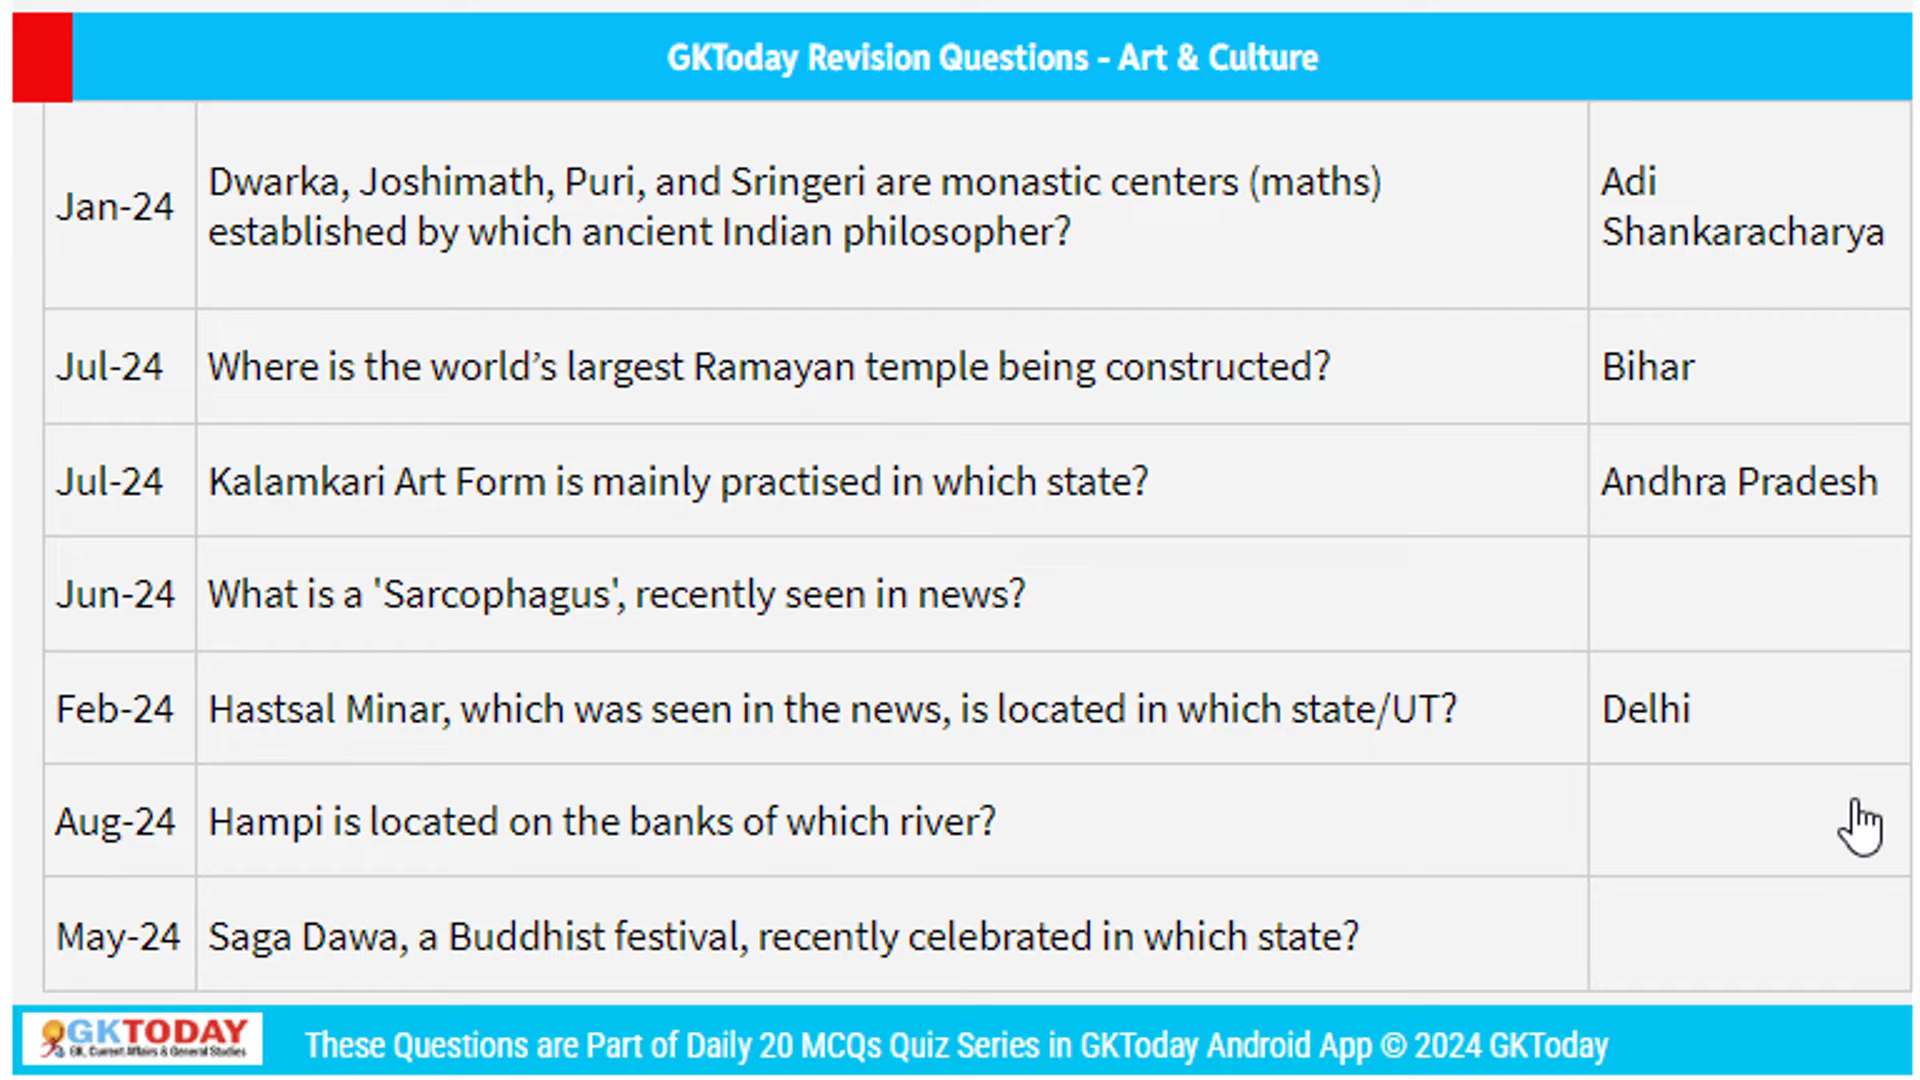 GKToday Revision Questions - Art & Culture
Jan-24
Dwarka, Joshimath, Puri, and Sringeri are monastic centers (maths)
established by which ancient Indian philosopher?
Adi
Shankaracharya
Jul-24
Where is the world’s largest Ramayan temple being constructed?
Bihar
Jul-24
Kalamkari Art Form is mainly practised in which state?
Andhra Pradesh
Jun-24
What is a 'Sarcophagus', recently seen in news?
Feb-24
Hastsal Minar, which was seen in the news, is located in which state/UT?
Delhi
Aug-24
Hampi is located on the banks of which river?
May-24
Saga Dawa, a Buddhist festival, recently celebrated in which state?
GKTODAY
GK, Current Affairs & General Studies
These Questions are Part of Daily 20 MCQs Quiz Series in GKToday Android App © 2024 GKToday